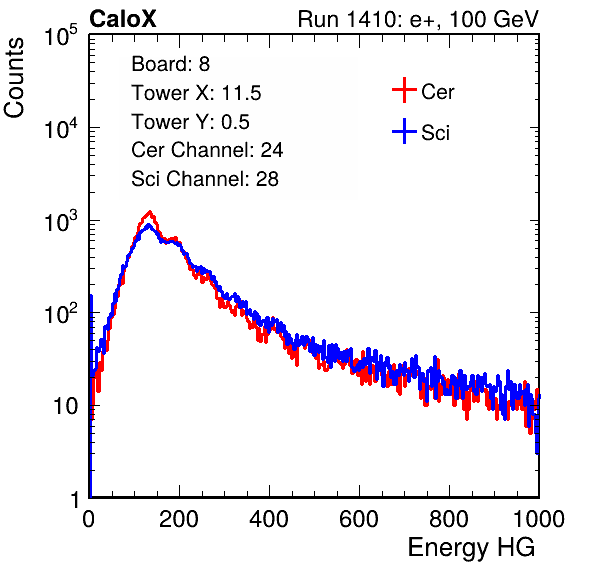 CaloX Run 1410: e+, 100 GeV
Counts
Board: 8
Tower X: 11.5
Tower Y: 0.5
Cer Channel: 24
Sci Channel: 28
Cer
Sci
10^5
10^4
10^3
10^2
10
1
0 200 400 600 800 1000
Energy HG